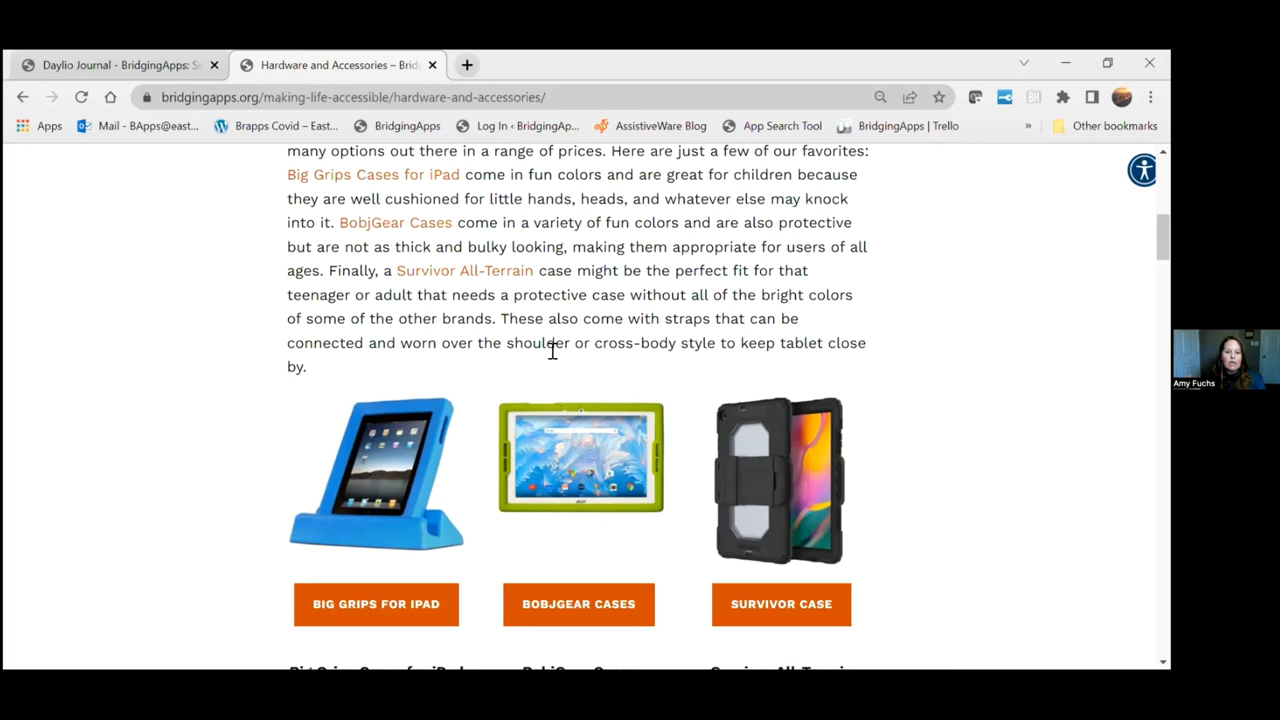 Daylio Journal - BridgingApps: Se
Hardware and Accessories – Brid
bridgingapps.org/making-life-accessible/hardware-and-accessories/
Apps
Mail - BApps@east...
Brapps Covid – East...
BridgingApps
Log In ‹ BridgingAp...
AssistiveWare Blog
App Search Tool
BridgingApps | Trello
»
Other bookmarks
many options out there in a range of prices. Here are just a few of our favorites:
Big Grips Cases for iPad come in fun colors and are great for children because
they are well cushioned for little hands, heads, and whatever else may knock
into it. BobjGear Cases come in a variety of fun colors and are also protective
but are not as thick and bulky looking, making them appropriate for users of all
ages. Finally, a Survivor All-Terrain case might be the perfect fit for that
teenager or adult that needs a protective case without all of the bright colors
of some of the other brands. These also come with straps that can be
connected and worn over the shoulder or cross-body style to keep tablet close
by.
Amy Fuchs
acer
BIG GRIPS FOR IPAD
BOBJGEAR CASES
SURVIVOR CASE